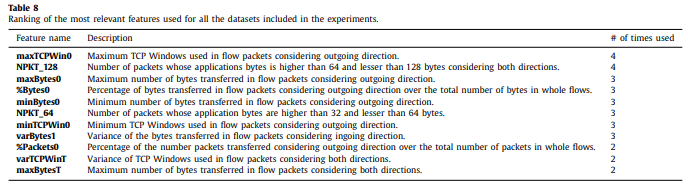 Table 8
Ranking of the most relevant features used for all the datasets included in the experiments.
Feature name Description # of times used
maxTCPWin0 Maximum TCP Windows used in flow packets considering outgoing direction. 4
NPKT_128 Number of packets whose applications bytes is higher than 64 and lesser than 128 bytes considering both directions. 4
maxBytes0 Maximum number of bytes transferred in flow packets considering outgoing direction. 3
%Bytes0 Percentage of bytes transferred in flow packets considering outgoing direction over the total number of bytes in whole flows. 3
minBytes0 Minimum number of bytes transferred in flow packets considering outgoing direction. 3
NPKT_64 Number of packets whose application bytes are higher than 32 and lesser than 64 bytes. 3
minTCPWin0 Minimum TCP Windows used in flow packets considering outgoing direction. 3
varBytes1 Variance of the bytes transferred in flow packets considering ingoing direction. 3
%Packets0 Percentage of the number packets transferred considering outgoing direction over the total number of packets in whole flows. 2
varTCPWinT Variance of TCP Windows used in flow packets considering both directions. 2
maxBytesT Maximum number of bytes transferred in flow packets considering both directions. 2